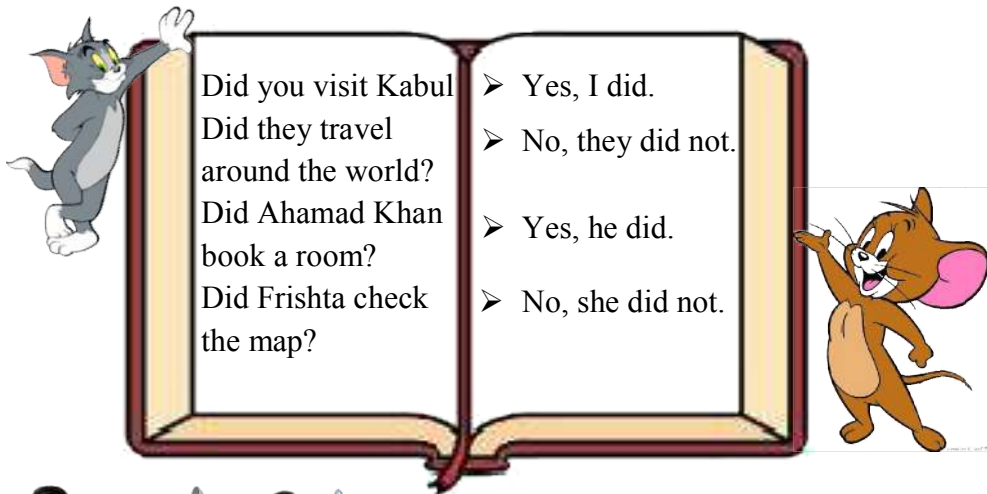 Did you visit Kabul
Did they travel
around the world?
Did Ahamad Khan
book a room?
Did Frishta check
the map?
➢ Yes, I did.
➢ No, they did not.
➢ Yes, he did.
➢ No, she did not.